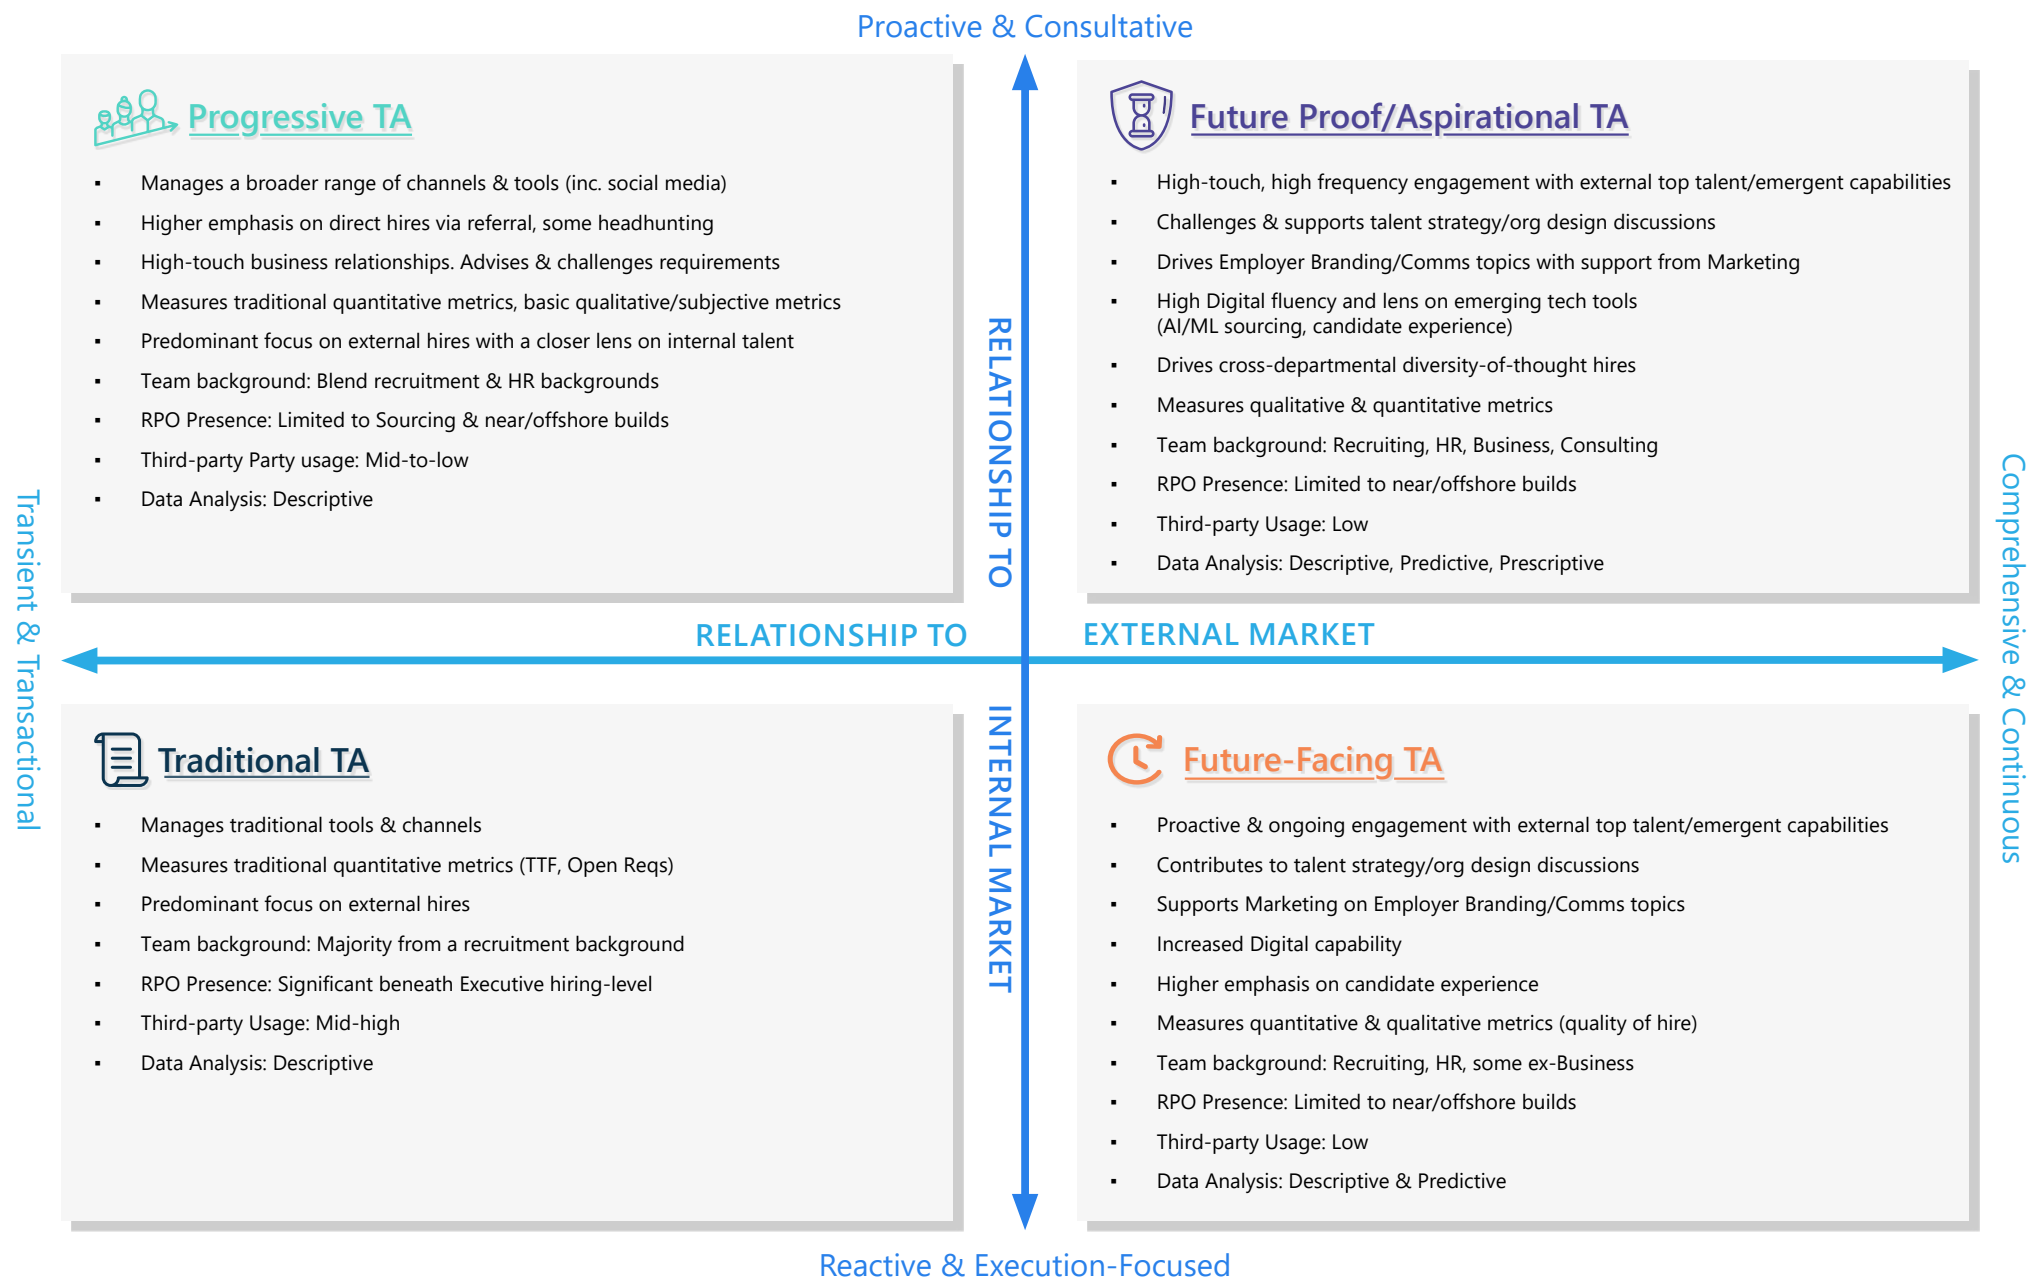 Proactive & Consultative
Progressive TA
▪ Manages a broader range of channels & tools (inc. social media)
▪ Higher emphasis on direct hires via referral, some headhunting
▪ High-touch business relationships. Advises & challenges requirements
▪ Measures traditional quantitative metrics, basic qualitative/subjective metrics
▪ Predominant focus on external hires with a closer lens on internal talent
▪ Team background: Blend recruitment & HR backgrounds
▪ RPO Presence: Limited to Sourcing & near/offshore builds
▪ Third-party Party usage: Mid-to-low
▪ Data Analysis: Descriptive
Future Proof/Aspirational TA
▪ High-touch, high frequency engagement with external top talent/emergent capabilities
▪ Challenges & supports talent strategy/org design discussions
▪ Drives Employer Branding/Comms topics with support from Marketing
▪ High Digital fluency and lens on emerging tech tools
(AI/ML sourcing, candidate experience)
▪ Drives cross-departmental diversity-of-thought hires
▪ Measures qualitative & quantitative metrics
▪ Team background: Recruiting, HR, Business, Consulting
▪ RPO Presence: Limited to near/offshore builds
▪ Third-party Usage: Low
▪ Data Analysis: Descriptive, Predictive, Prescriptive
RELATIONSHIP TO
INTERNAL MARKET
RELATIONSHIP TO
EXTERNAL MARKET
Transient & Transactional
Comprehensive & Continuous
Traditional TA
▪ Manages traditional tools & channels
▪ Measures traditional quantitative metrics (TTF, Open Reqs)
▪ Predominant focus on external hires
▪ Team background: Majority from a recruitment background
▪ RPO Presence: Significant beneath Executive hiring-level
▪ Third-party Usage: Mid-high
▪ Data Analysis: Descriptive
Future-Facing TA
▪ Proactive & ongoing engagement with external top talent/emergent capabilities
▪ Contributes to talent strategy/org design discussions
▪ Supports Marketing on Employer Branding/Comms topics
▪ Increased Digital capability
▪ Higher emphasis on candidate experience
▪ Measures quantitative & qualitative metrics (quality of hire)
▪ Team background: Recruiting, HR, some ex-Business
▪ RPO Presence: Limited to near/offshore builds
▪ Third-party Usage: Low
▪ Data Analysis: Descriptive & Predictive
Reactive & Execution-Focused